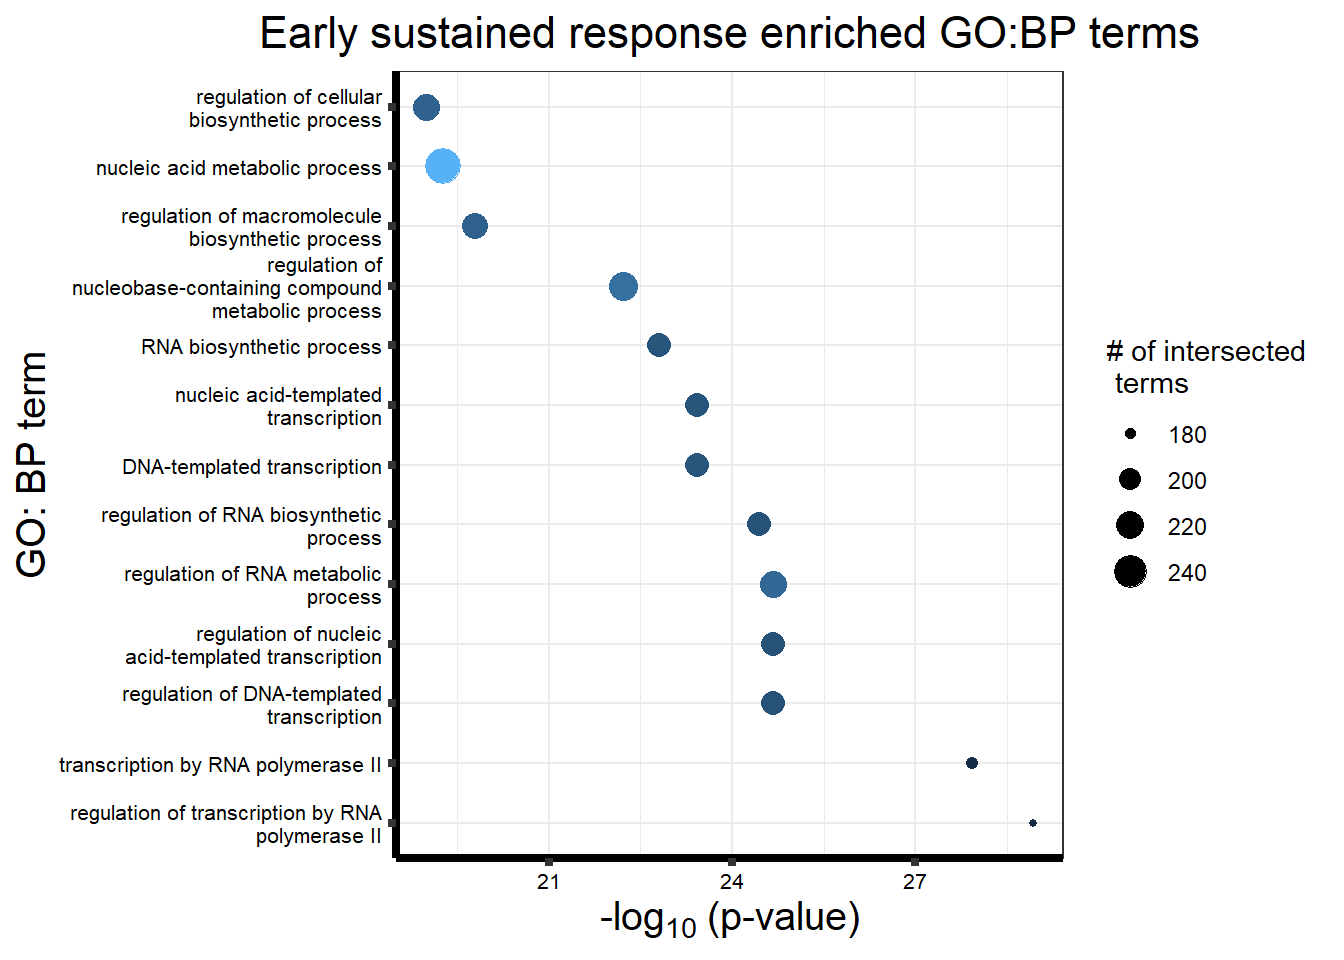 Early sustained response enriched GO:BP terms
GO: BP term
regulation of cellular
biosynthetic process
nucleic acid metabolic process
regulation of macromolecule
biosynthetic process
regulation of
nucleobase-containing compound
metabolic process
RNA biosynthetic process
nucleic acid-templated
transcription
DNA-templated transcription
regulation of RNA biosynthetic
process
regulation of RNA metabolic
process
regulation of nucleic
acid-templated transcription
regulation of DNA-templated
transcription
transcription by RNA polymerase II
regulation of transcription by RNA
polymerase II
21 24 27
-log10 (p-value)
# of intersected
terms
180
200
220
240